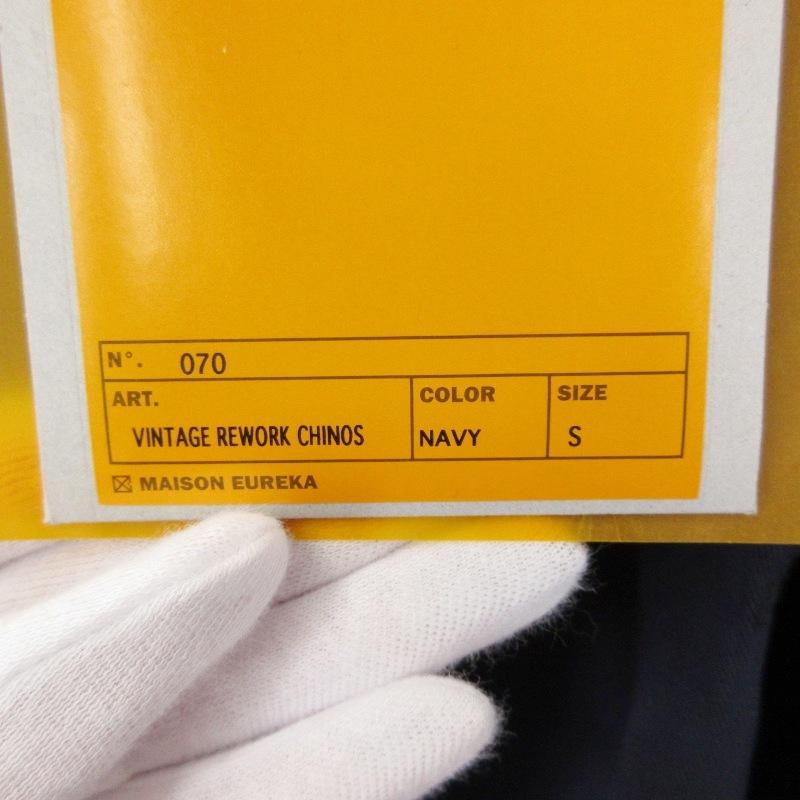 N°. 070
ART. COLOR SIZE
VINTAGE REWORK CHINOS NAVY S
MAISON EUREKA